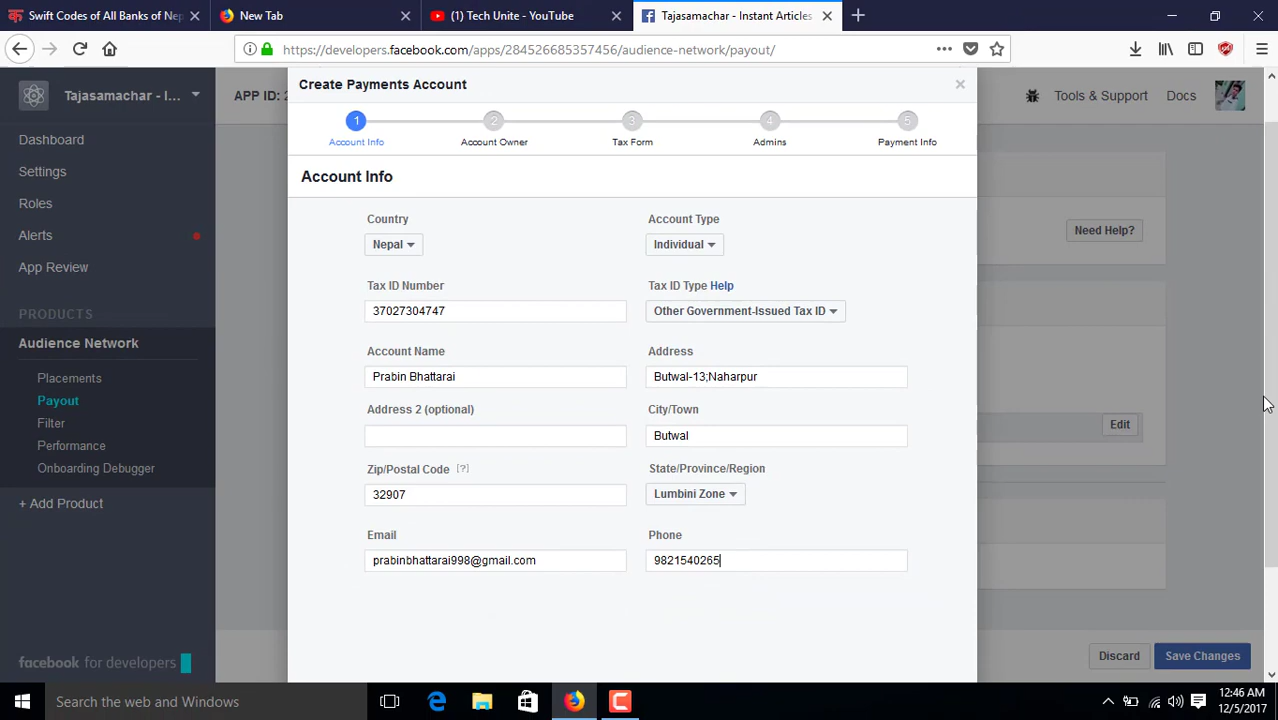 Swift Codes of All Banks of Nep
New Tab
(1) Tech Unite - YouTube
Tajasamachar - Instant Articles
https://developers.facebook.com/apps/284526685357456/audience-network/payout/
Tajasamachar - I...
APP ID: 2
Tools & Support
Docs
Create Payments Account
1
2
3
4
5
Account Info
Account Owner
Tax Form
Admins
Payment Info
Dashboard
Settings
Roles
Alerts
App Review
PRODUCTS
Audience Network
Placements
Payout
Filter
Performance
Onboarding Debugger
+ Add Product
facebook for developers
Account Info
Country
Account Type
Nepal
Individual
Tax ID Number
Tax ID Type Help
37027304747
Other Government-Issued Tax ID
Account Name
Address
Prabin Bhattarai
Butwal-13;Naharpur
Address 2 (optional)
City/Town
Butwal
Zip/Postal Code [?]
State/Province/Region
32907
Lumbini Zone
Email
Phone
prabinbhattarai998@gmail.com
9821540265
Need Help?
Edit
Discard
Save Changes
Search the web and Windows
12:46 AM
12/5/2017